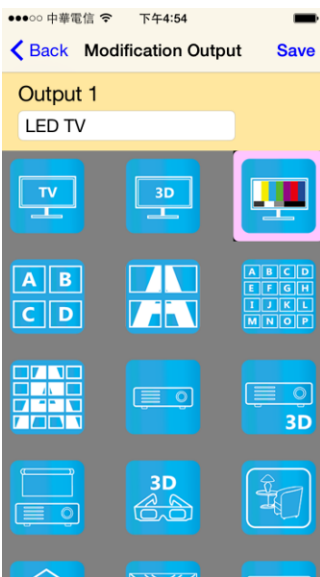 中華電信 下午4:54
Back Modification Output Save
Output 1
LED TV
TV 3D
A B
C D
A B C D
E F G H
I J K L
M N O P
3D
3D